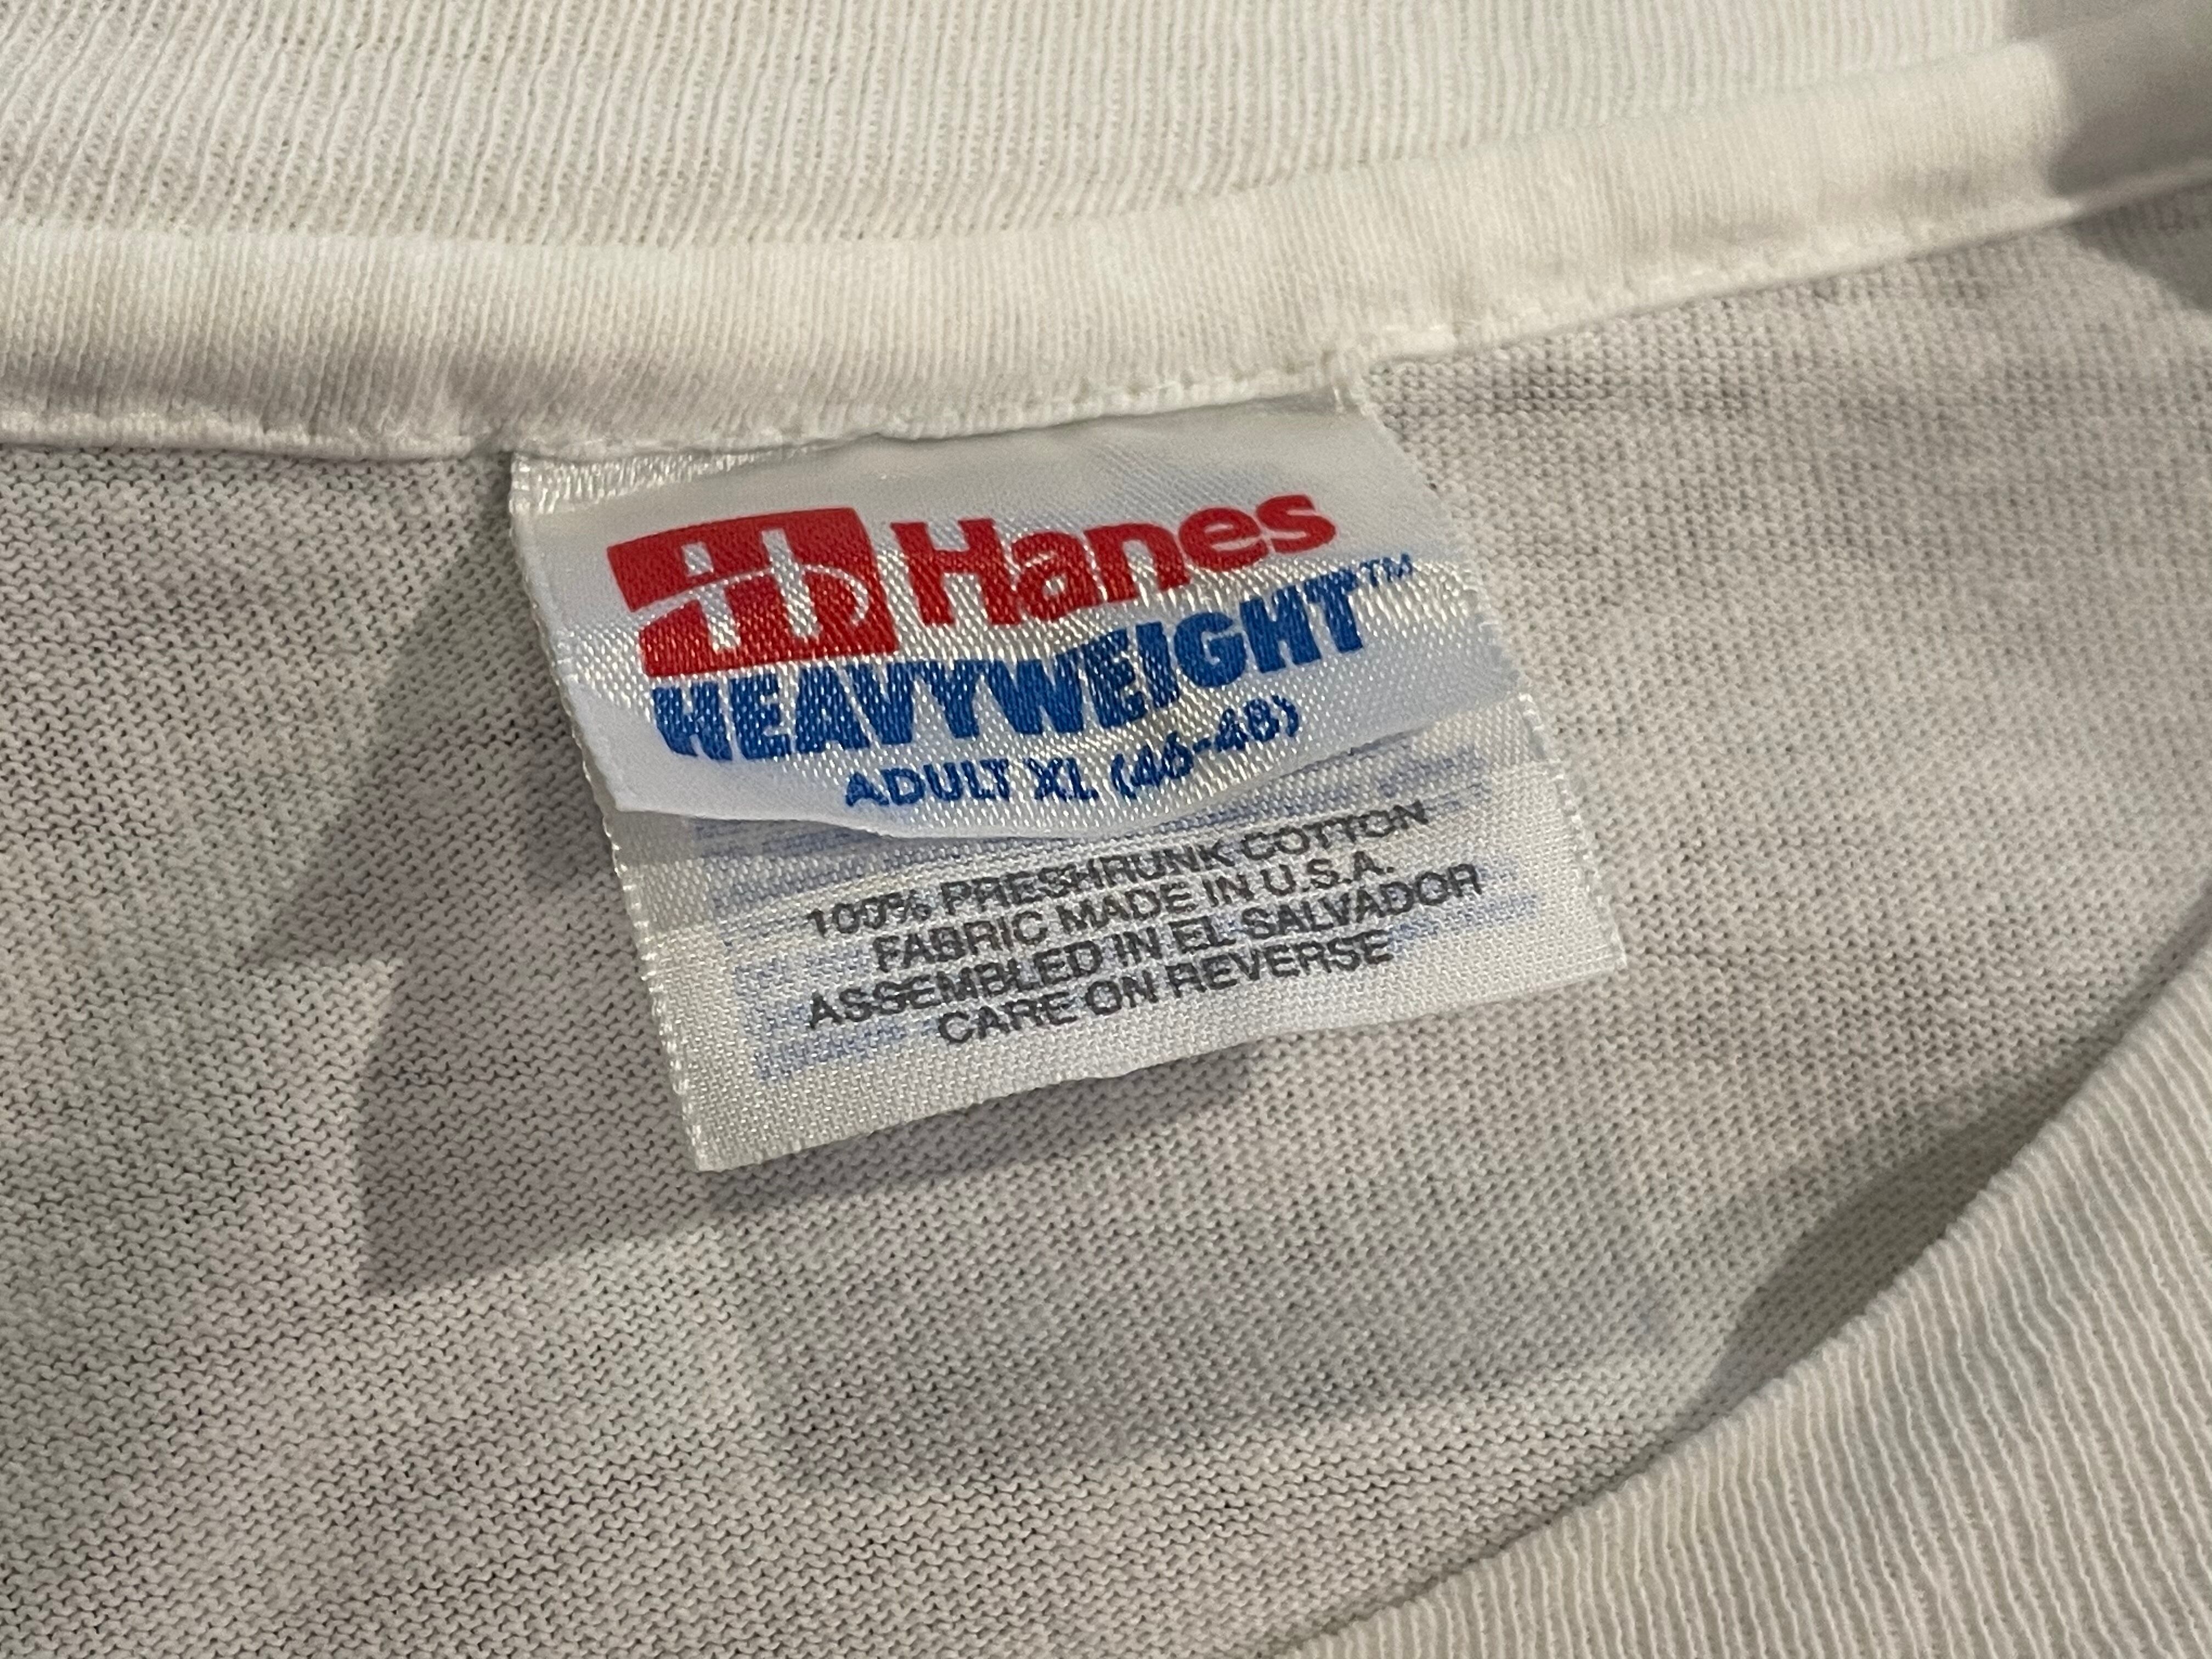 Hanes
HEAVYWEIGHT™
ADULT XL (46-48)
100% PRESHRUNK COTTON
FABRIC MADE IN U.S.A.
ASSEMBLED IN EL SALVADOR
CARE ON REVERSE